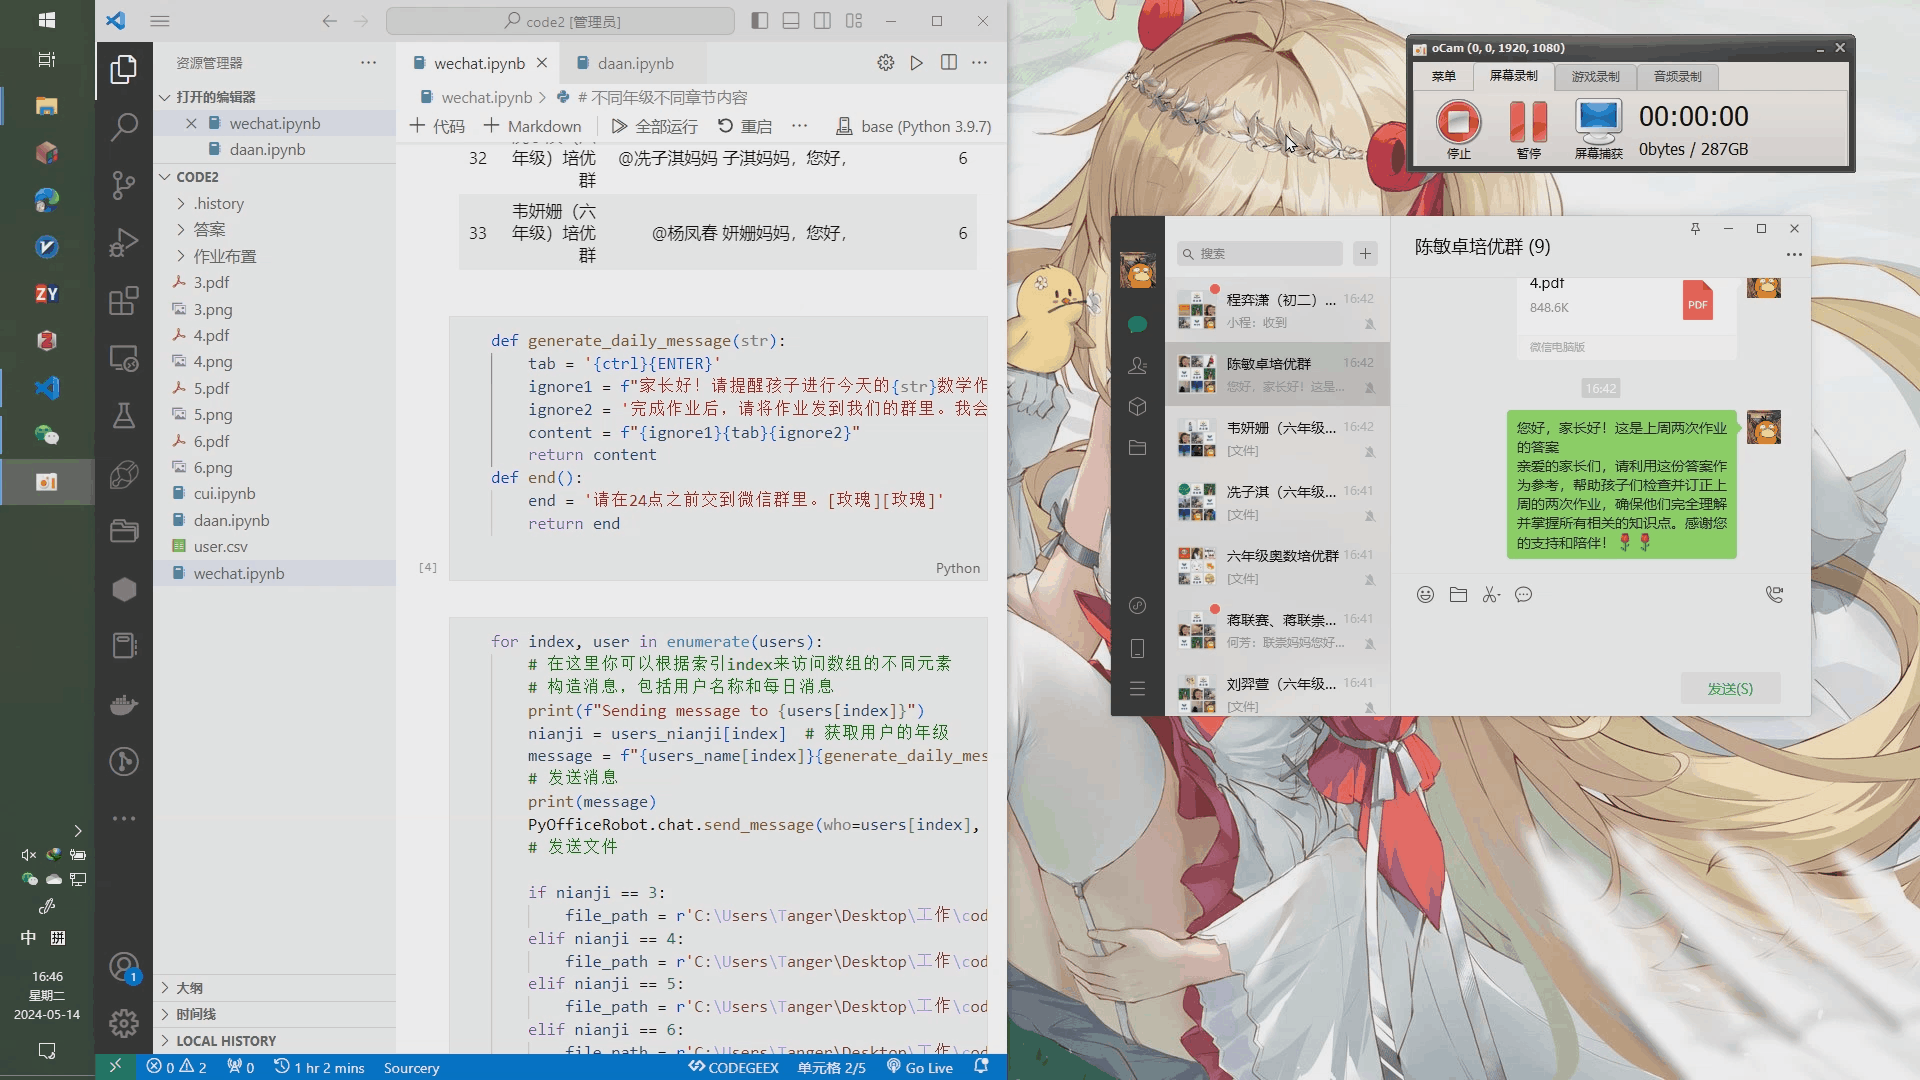 code2 [管理员]
资源管理器
打开的编辑器
wechat.ipynb
daan.ipynb
CODE2
.history
答案
作业布置
3.pdf
3.png
4.pdf
4.png
5.pdf
5.png
6.pdf
6.png
cui.ipynb
daan.ipynb
user.csv
wechat.ipynb
大纲
时间线
LOCAL HISTORY
wechat.ipynb
daan.ipynb
wechat.ipynb > # 不同年级不同章节内容
代码 Markdown 全部运行 重启 base (Python 3.9.7)
32 年级）培优 @冼子淇妈妈 子淇妈妈，您好， 6
群
韦妍姗（六
33 年级）培优 @杨凤春 妍姗妈妈，您好， 6
群
def generate_daily_message(str):
tab = '{ctrl}{ENTER}'
ignore1 = f"家长好！请提醒孩子进行今天的{str}数学作
ignore2 = '完成作业后，请将作业发到我们的群里。我会
content = f"{ignore1}{tab}{ignore2}"
return content
def end():
end = '请在24点之前交到微信群里。[玫瑰][玫瑰]'
return end
[4]
Python
for index, user in enumerate(users):
# 在这里你可以根据索引index来访问数组的不同元素
# 构造消息，包括用户名称和每日消息
print(f"Sending message to {users[index]}")
nianji = users_nianji[index] # 获取用户的年级
message = f"{users_name[index]}{generate_daily_mes
# 发送消息
print(message)
PyOfficeRobot.chat.send_message(who=users[index],
# 发送文件
if nianji == 3:
file_path = r'C:\Users\Tanger\Desktop\工作\cod
elif nianji == 4:
file_path = r'C:\Users\Tanger\Desktop\工作\cod
elif nianji == 5:
file_path = r'C:\Users\Tanger\Desktop\工作\cod
elif nianji == 6:
file_path = r'C:\Users\Tanger\Desktop\工作\cod
0 2 0 1 hr 2 mins Sourcery CODEGEEX 单元格 2/5 Go Live
1
ZY
中 拼
16:46
星期二
2024-05-14
oCam (0, 0, 1920, 1080)
菜单 屏幕录制 游戏录制 音频录制
停止 暂停 屏幕捕获
00:00:00
0bytes / 287GB
搜索
程弈潇（初二）... 16:42
小程：收到
陈敏卓培优群 16:42
您好，家长好！这是...
韦妍姗（六年级... 16:42
[文件]
冼子淇（六年级... 16:41
[文件]
六年级奥数培优群 16:41
[文件]
蒋联赛、蒋联崇... 16:41
何芳：联崇妈妈您好...
刘羿萱（六年级... 16:41
[文件]
陈敏卓培优群 (9)
4.pdf
848.6K
PDF
微信电脑版
16:42
您好，家长好！这是上周两次作业
的答案
亲爱的家长们，请利用这份答案作
为参考，帮助孩子们检查并订正上
周的两次作业，确保他们完全理解
并掌握所有相关的知识点。感谢您
的支持和陪伴！
发送(S)